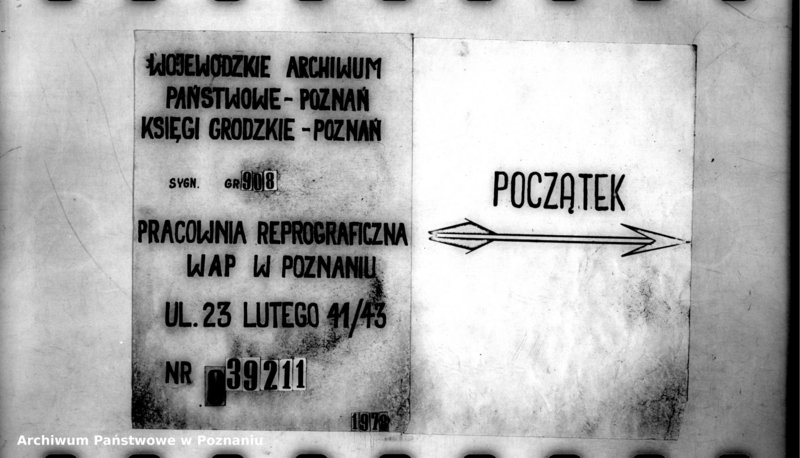 WOJEWÓDZKIE ARCHIWUM
PAŃSTWOWE - POZNAŃ
KSIĘGI GRODZKIE - POZNAŃ
SYGN. GR 908
PRACOWNIA REPROGRAFICZNA
WAP W POZNANIU
UL. 23 LUTEGO 41/43
NR 39211
POCZĄTEK
Archiwum Państwowe w Poznaniu